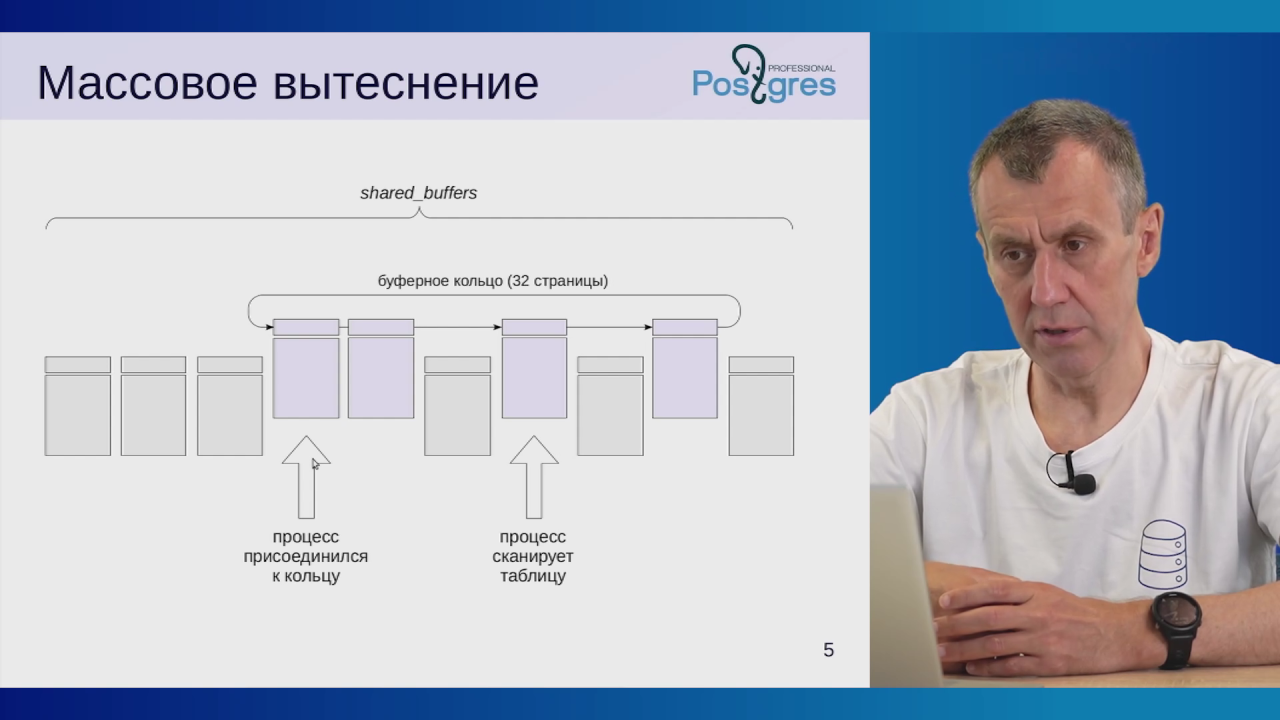 Массовое вытеснение
PROFESSIONAL
Postgres
shared_buffers
буферное кольцо (32 страницы)
процесс
присоединился
к кольцу
процесс
сканирует
таблицу
5